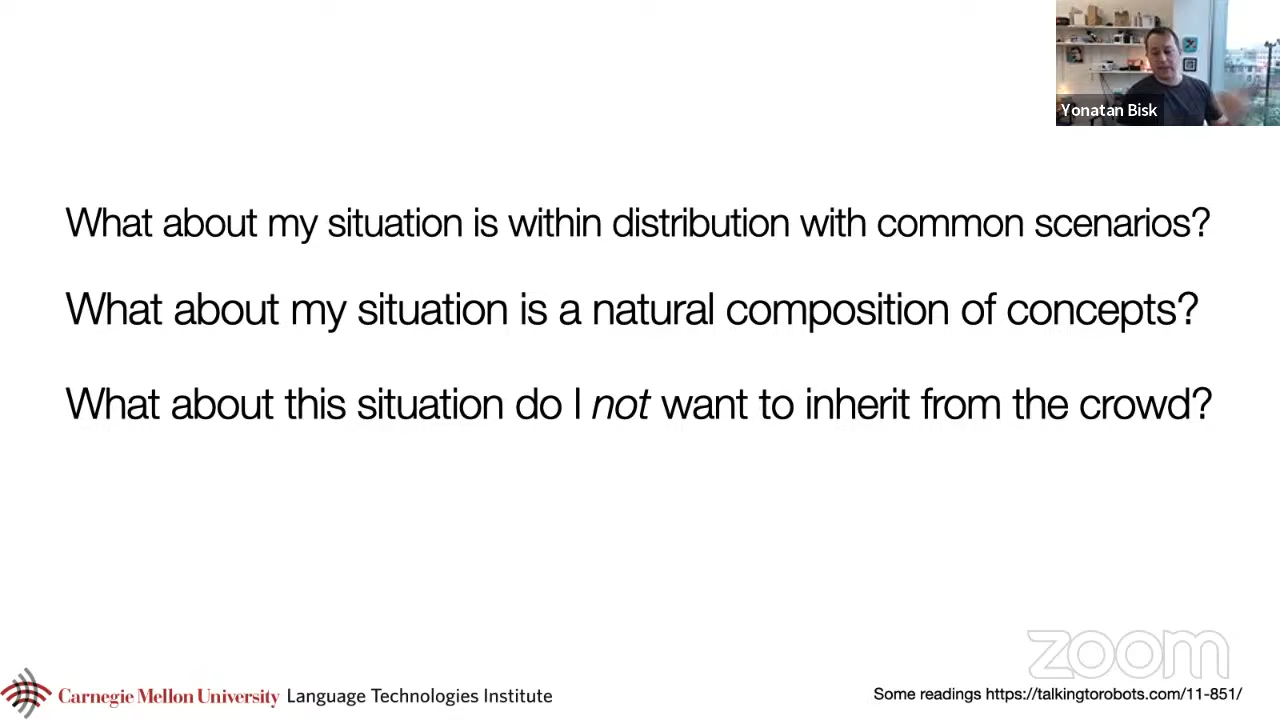 Yonatan Bisk
What about my situation is within distribution with common scenarios?
What about my situation is a natural composition of concepts?
What about this situation do I not want to inherit from the crowd?
zoom
Carnegie Mellon University Language Technologies Institute
Some readings https://talkingtorobots.com/11-851/